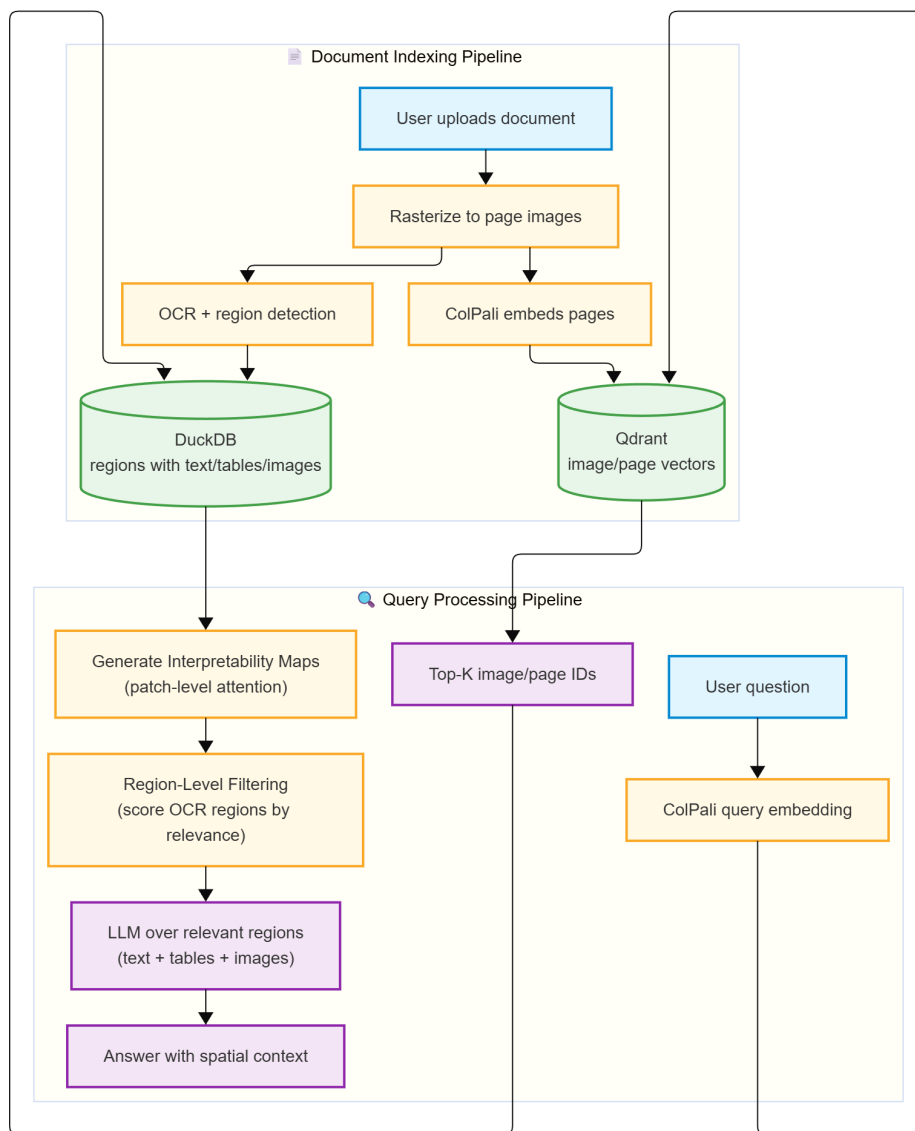 Document Indexing Pipeline
User uploads document
Rasterize to page images
OCR + region detection
ColPali embeds pages
DuckDB
regions with text/tables/images
Qdrant
image/page vectors
Query Processing Pipeline
Generate Interpretability Maps
(patch-level attention)
Top-K image/page IDs
User question
Region-Level Filtering
(score OCR regions by
relevance)
ColPali query embedding
LLM over relevant regions
(text + tables + images)
Answer with spatial context